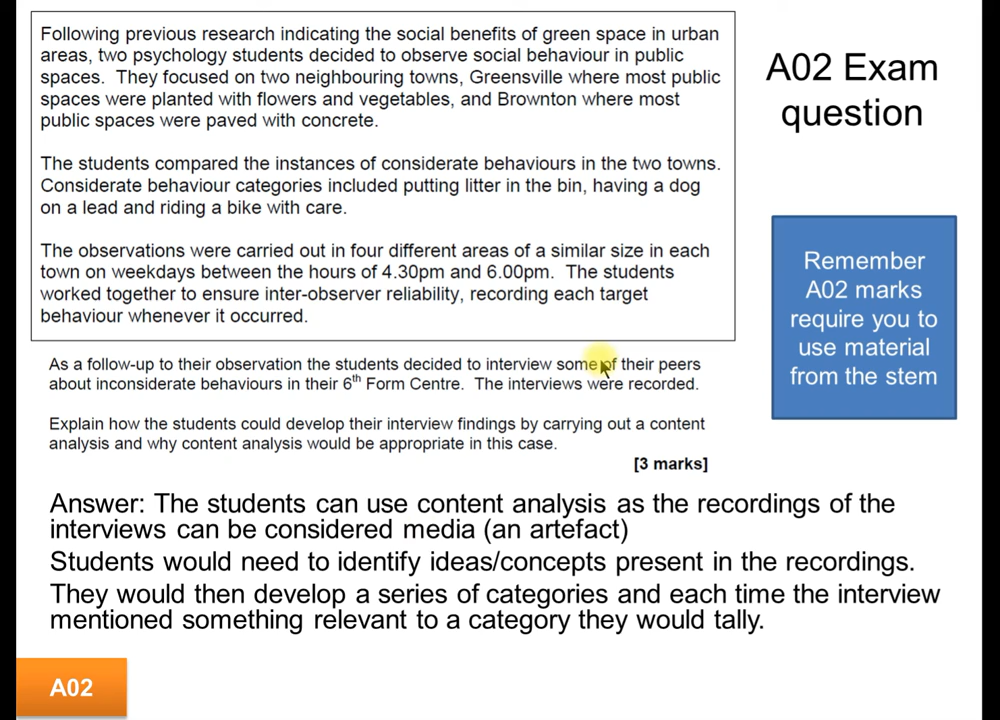 Following previous research indicating the social benefits of green space in urban
areas, two psychology students decided to observe social behaviour in public
spaces. They focused on two neighbouring towns, Greensville where most public
spaces were planted with flowers and vegetables, and Brownton where most
public spaces were paved with concrete.
The students compared the instances of considerate behaviours in the two towns.
Considerate behaviour categories included putting litter in the bin, having a dog
on a lead and riding a bike with care.
The observations were carried out in four different areas of a similar size in each
town on weekdays between the hours of 4.30pm and 6.00pm. The students
worked together to ensure inter-observer reliability, recording each target
behaviour whenever it occurred.
A02 Exam
question
Remember
A02 marks
require you to
use material
from the stem
As a follow-up to their observation the students decided to interview some of their peers
about inconsiderate behaviours in their 6th Form Centre. The interviews were recorded.
Explain how the students could develop their interview findings by carrying out a content
analysis and why content analysis would be appropriate in this case.
[3 marks]
Answer: The students can use content analysis as the recordings of the
interviews can be considered media (an artefact)
Students would need to identify ideas/concepts present in the recordings.
They would then develop a series of categories and each time the interview
mentioned something relevant to a category they would tally.
A02